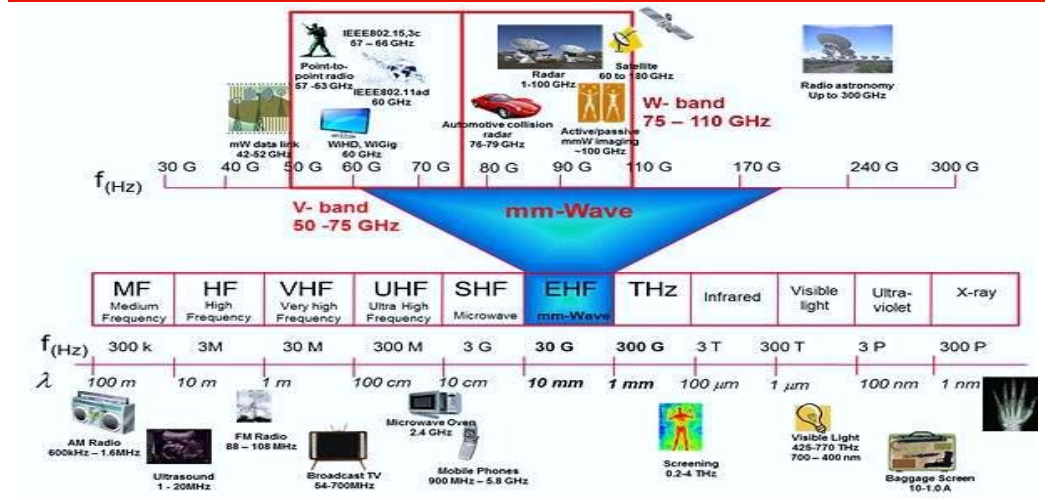 IEEE802.15,3c
57 – 66 GHz
Point-to-
point radio
57 -63 GHz
IEEE802.11ad
60 GHz
mW data link
42-52 GHz
WiHD, WiGig
60 GHz
Radar
1-100 GHz
Automotive collision
radar
76-79 GHz
Satellite
60 to 180 GHz
Active/passive
mmW imaging
~100 GHz
W- band
75 – 110 GHz
Radio astronomy
Up to 300 GHz
f(Hz)
30 G 40 G 50 G 60 G 70 G 80 G 90 G 110 G 170 G 240 G 300 G
V- band
50 -75 GHz
mm-Wave
MF
Medium
Frequency
HF
High
Frequency
VHF
Very high
Frequency
UHF
Ultra High
Frequency
SHF
Microwave
EHF
mm-Wave
THz
Infrared
Visible
light
Ultra-
violet
X-ray
f(Hz) 300 k 3M 30 M 300 M 3 G 30 G 300 G 3 T 300 T 3 P 300 P
λ 100 m 10 m 1 m 100 cm 10 cm 10 mm 1 mm 100 μm 1 μm 100 nm 1 nm
AM Radio
600kHz – 1.6MHz
Ultrasound
1 - 20MHz
FM Radio
88 – 108 MHz
Broadcast TV
54-700MHz
Microwave Oven
2.4 GHz
Mobile Phones
900 MHz – 5.8 GHz
Screening
0.2-4 THz
Visible Light
425-770 THz
700 – 400 nm
Baggage Screen
10-1.0 A